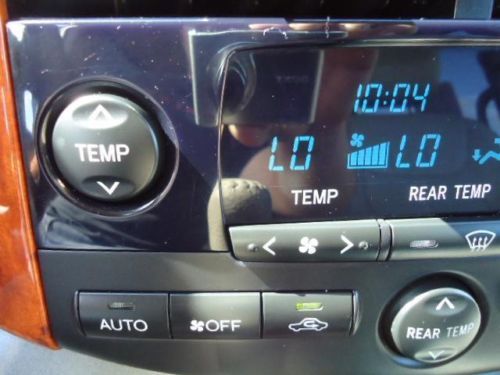 10:04
TEMP
LO LO
TEMP REAR TEMP
AUTO OFF
REAR TEMP